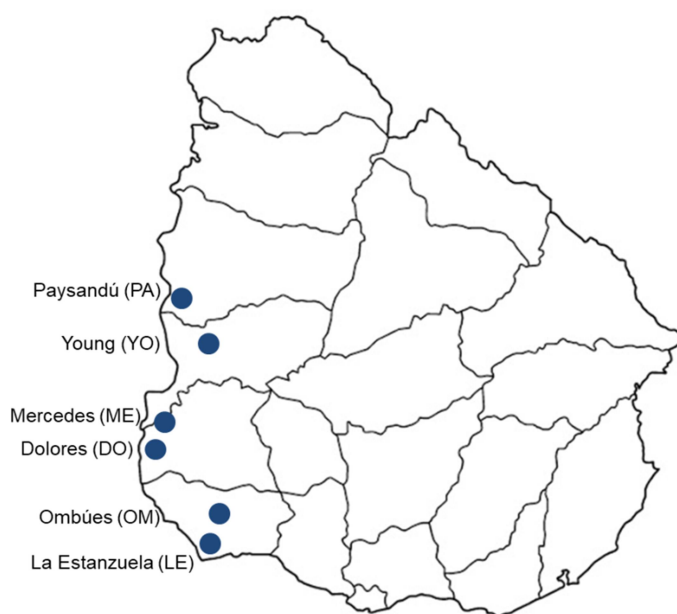 Paysandú (PA)
Young (YO)
Mercedes (ME)
Dolores (DO)
Ombúes (OM)
La Estanzuela (LE)